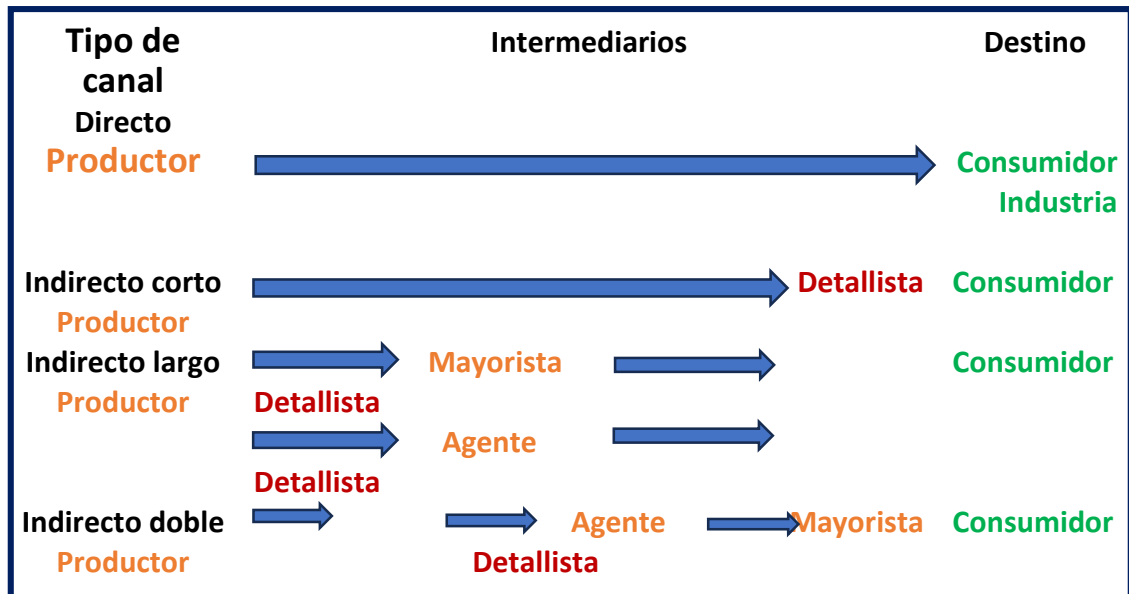 Tipo de canal Intermediarios Destino
Directo
Productor Consumidor
Industria
Indirecto corto Detallista Consumidor
Productor
Indirecto largo Mayorista Consumidor
Productor Detallista
Agente
Detallista
Indirecto doble Agente Mayorista Consumidor
Productor Detallista